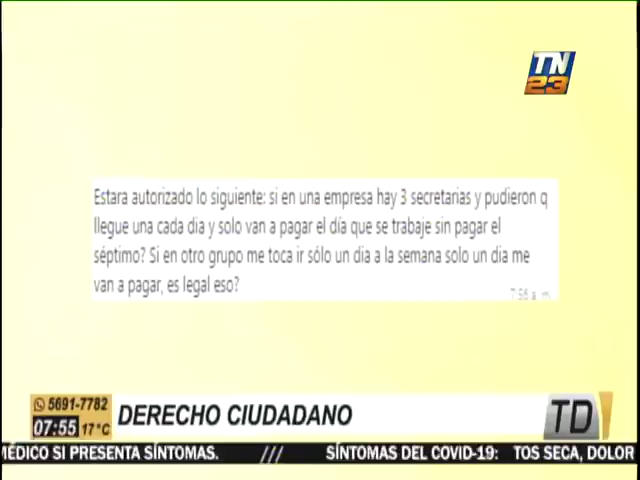 TN
23
Estara autorizado lo siguiente: si en una empresa hay 3 secretarias y pudieron q
llegue una cada dia y solo van a pagar el día que se trabaje sin pagar el
séptimo? Si en otro grupo me toca ir sólo un dia a la semana solo un dia me
van a pagar, es legal eso?
7:56 a. m.
5691-7782
DERECHO CIUDADANO
TD
07:55 17°C
MÉDICO SI PRESENTA SÍNTOMAS. /// SÍNTOMAS DEL COVID-19: TOS SECA, DOLOR